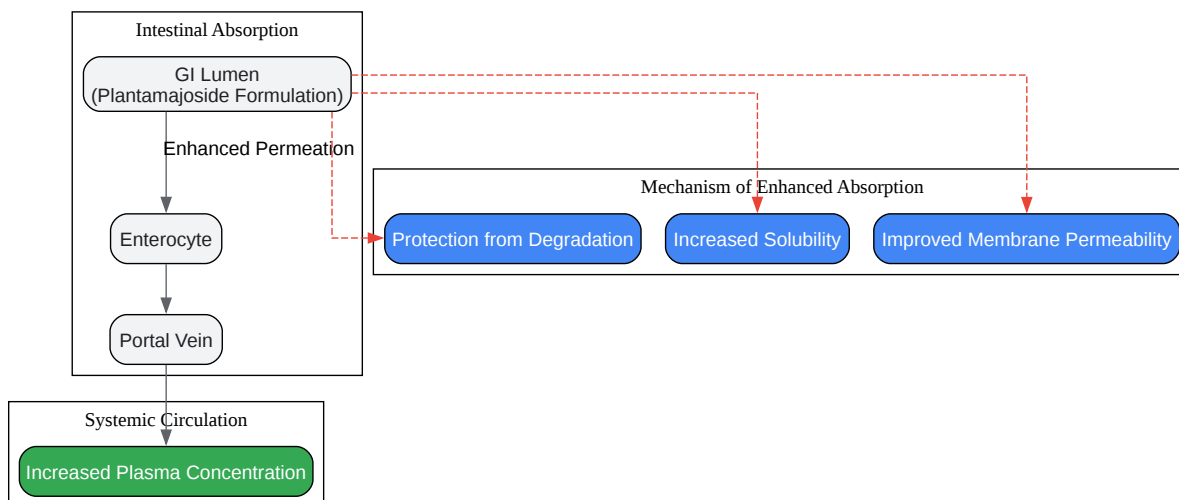 Intestinal Absorption
GI Lumen
(Plantamajoside Formulation)
Enhanced Permeation
Mechanism of Enhanced Absorption
Protection from Degradation
Increased Solubility
Improved Membrane Permeability
Enterocyte
Portal Vein
Systemic Circulation
Increased Plasma Concentration